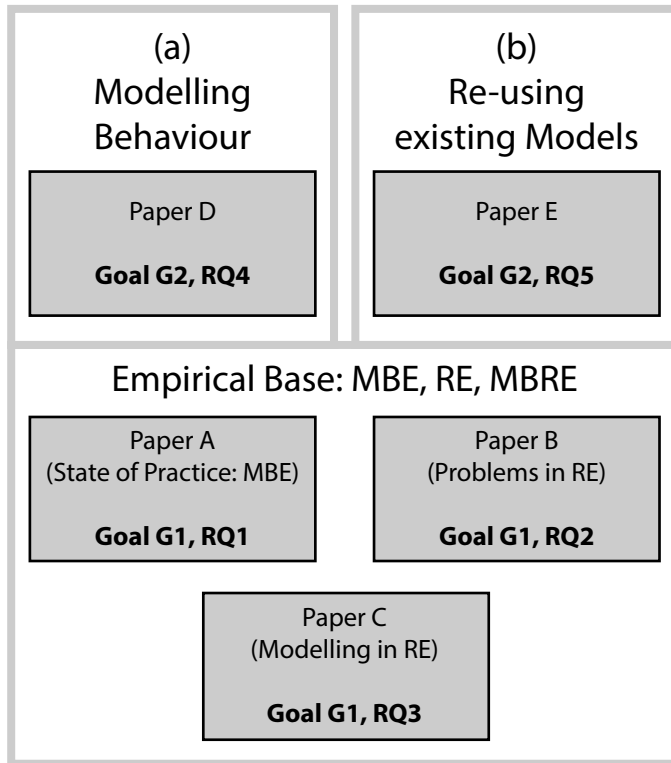 (a)
Modelling
Behaviour
Paper D
Goal G2, RQ4
(b)
Re-using
existing Models
Paper E
Goal G2, RQ5
Empirical Base: MBE, RE, MBRE
Paper A
(State of Practice: MBE)
Goal G1, RQ1
Paper B
(Problems in RE)
Goal G1, RQ2
Paper C
(Modelling in RE)
Goal G1, RQ3